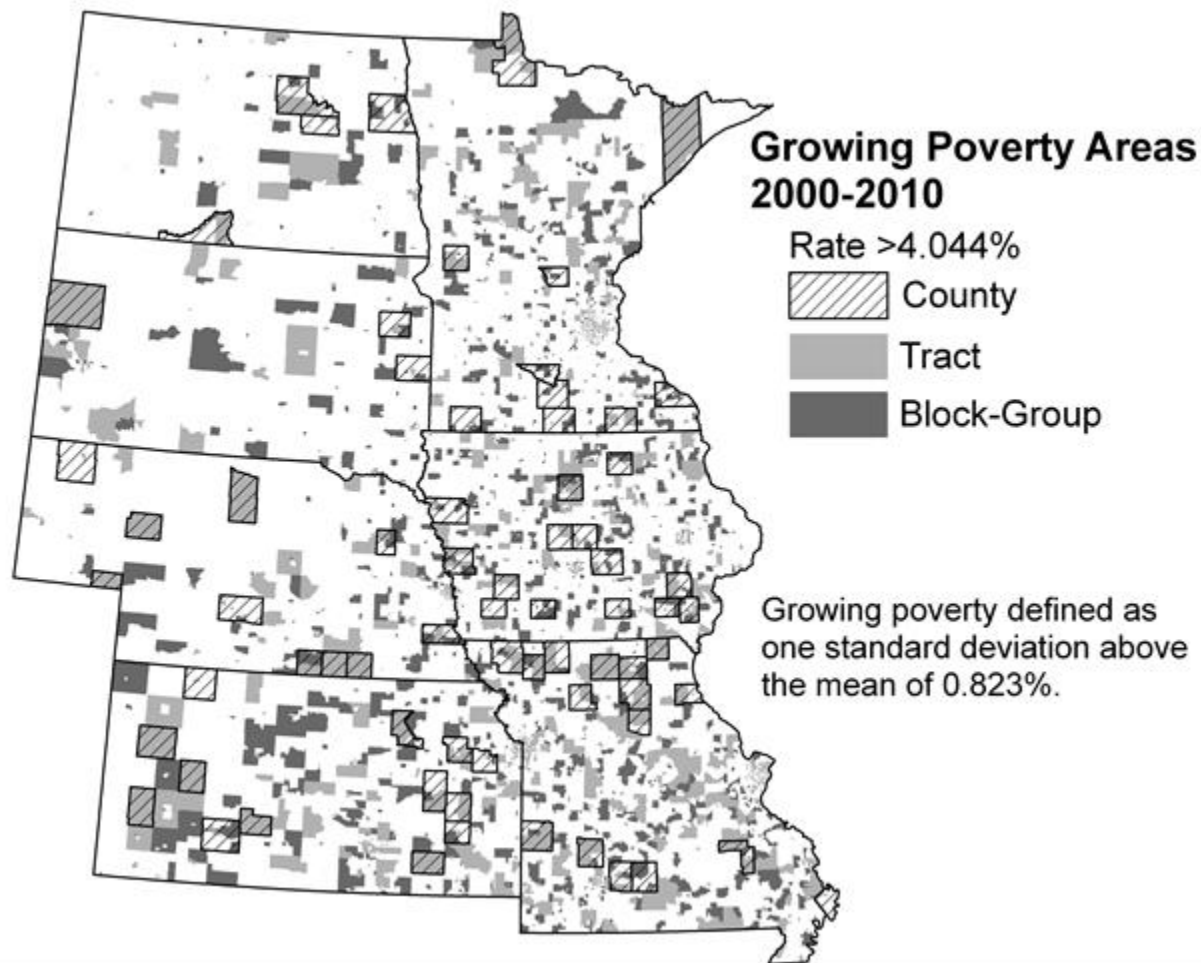 Growing Poverty Areas
2000-2010
Rate >4.044%
County
Tract
Block-Group
Growing poverty defined as
one standard deviation above
the mean of 0.823%.